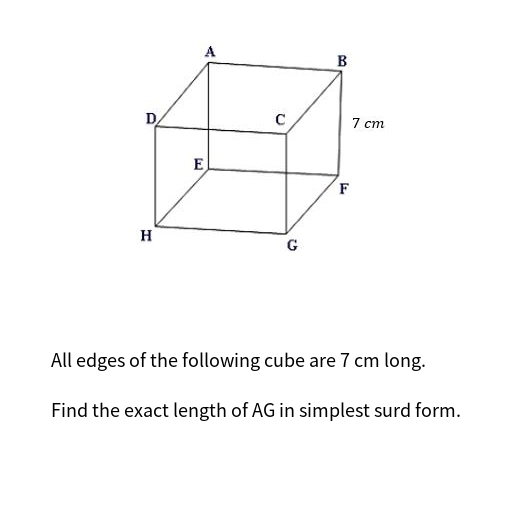 A
B
D
C
7 cm
E
F
H
G
All edges of the following cube are 7 cm long.
Find the exact length of AG in simplest surd form.